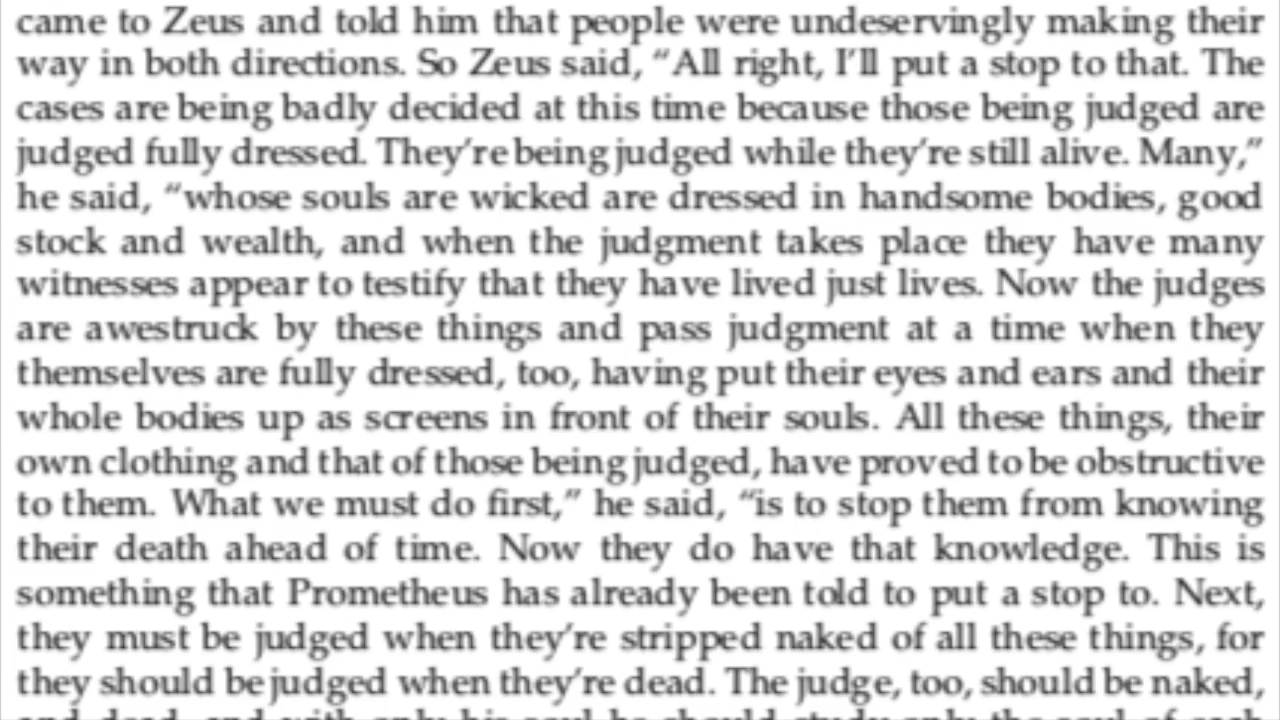 came to Zeus and told him that people were undeservingly making their
way in both directions. So Zeus said, “All right, I’ll put a stop to that. The
cases are being badly decided at this time because those being judged are
judged fully dressed. They’re being judged while they’re still alive. Many,”
he said, “whose souls are wicked are dressed in handsome bodies, good
stock and wealth, and when the judgment takes place they have many
witnesses appear to testify that they have lived just lives. Now the judges
are awestruck by these things and pass judgment at a time when they
themselves are fully dressed, too, having put their eyes and ears and their
whole bodies up as screens in front of their souls. All these things, their
own clothing and that of those being judged, have proved to be obstructive
to them. What we must do first,” he said, “is to stop them from knowing
their death ahead of time. Now they do have that knowledge. This is
something that Prometheus has already been told to put a stop to. Next,
they must be judged when they’re stripped naked of all these things, for
they should be judged when they’re dead. The judge, too, should be naked,